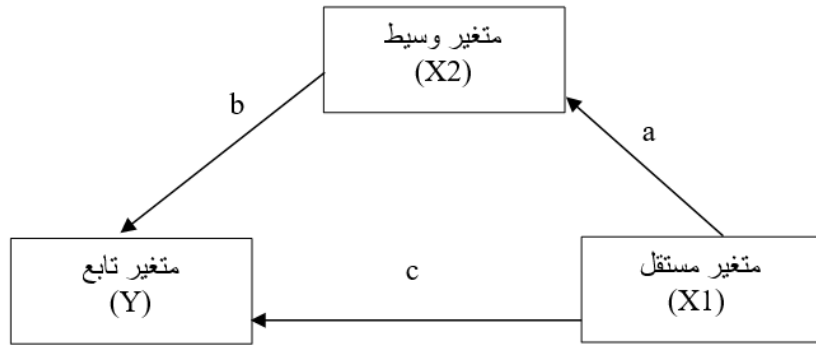 متغير وسيط
(X2)
b
a
متغير مستقل
(X1)
c
متغير تابع
(Y)